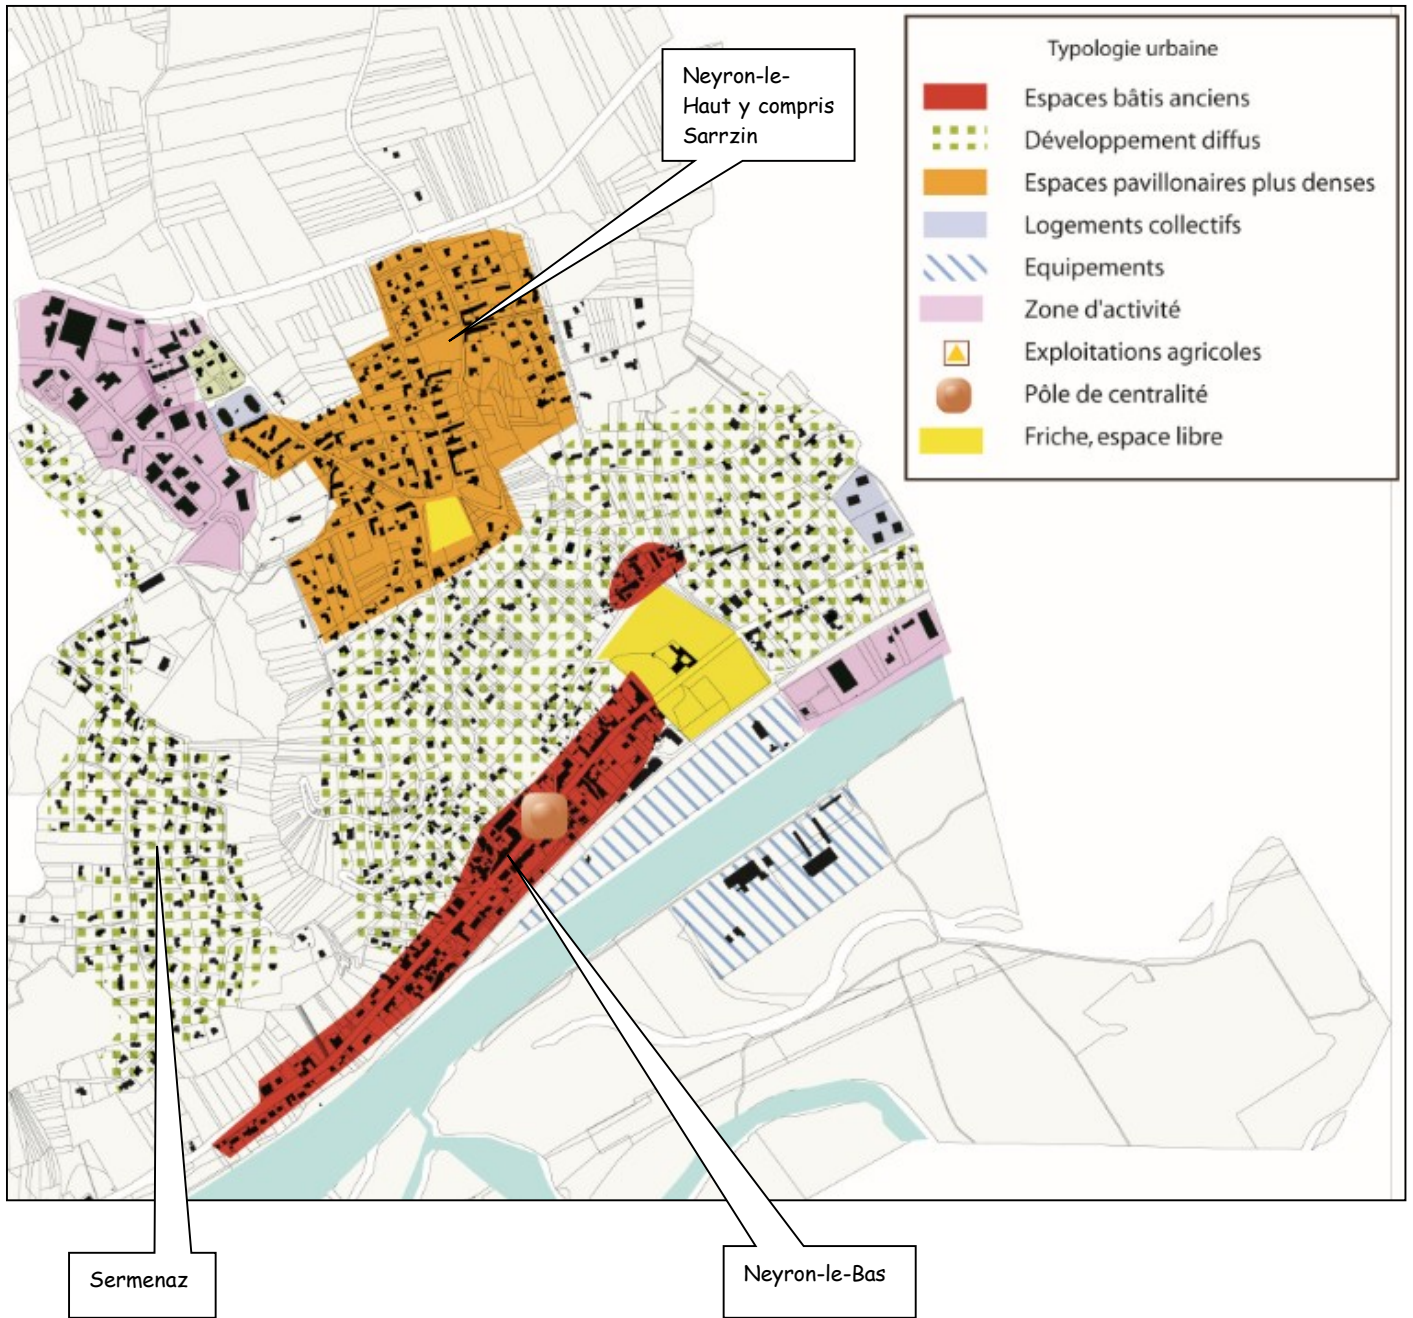 Neyron-le-
Haut y compris
Sarrzin
Typologie urbaine
Espaces bâtis anciens
Développement diffus
Espaces pavillonaires plus denses
Logements collectifs
Equipements
Zone d'activité
Exploitations agricoles
Pôle de centralité
Friche, espace libre
Sermenaz
Neyron-le-Bas